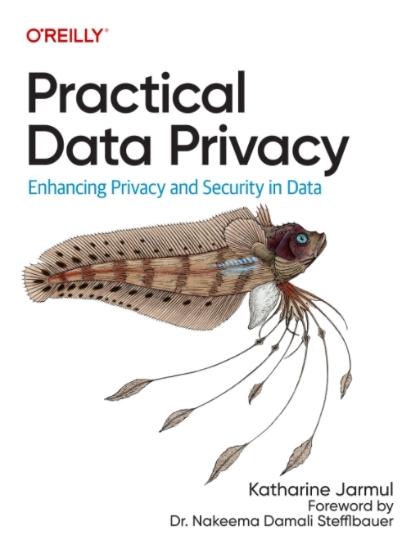 O'REILLY®
Practical
Data Privacy
Enhancing Privacy and Security in Data
Katharine Jarmul
Foreword by
Dr. Nakeema Damali Stefflbauer